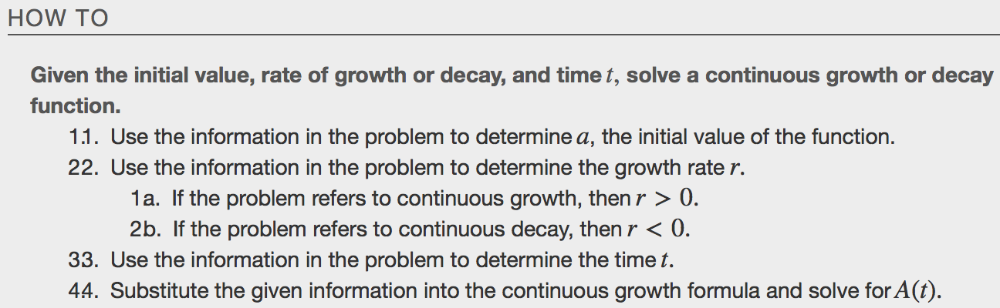 HOW TO
Given the initial value, rate of growth or decay, and time t, solve a continuous growth or decay
function.
1.1. Use the information in the problem to determine a, the initial value of the function.
22. Use the information in the problem to determine the growth rate r.
1a. If the problem refers to continuous growth, then r > 0.
2b. If the problem refers to continuous decay, then r < 0.
33. Use the information in the problem to determine the time t.
44. Substitute the given information into the continuous growth formula and solve for A(t).